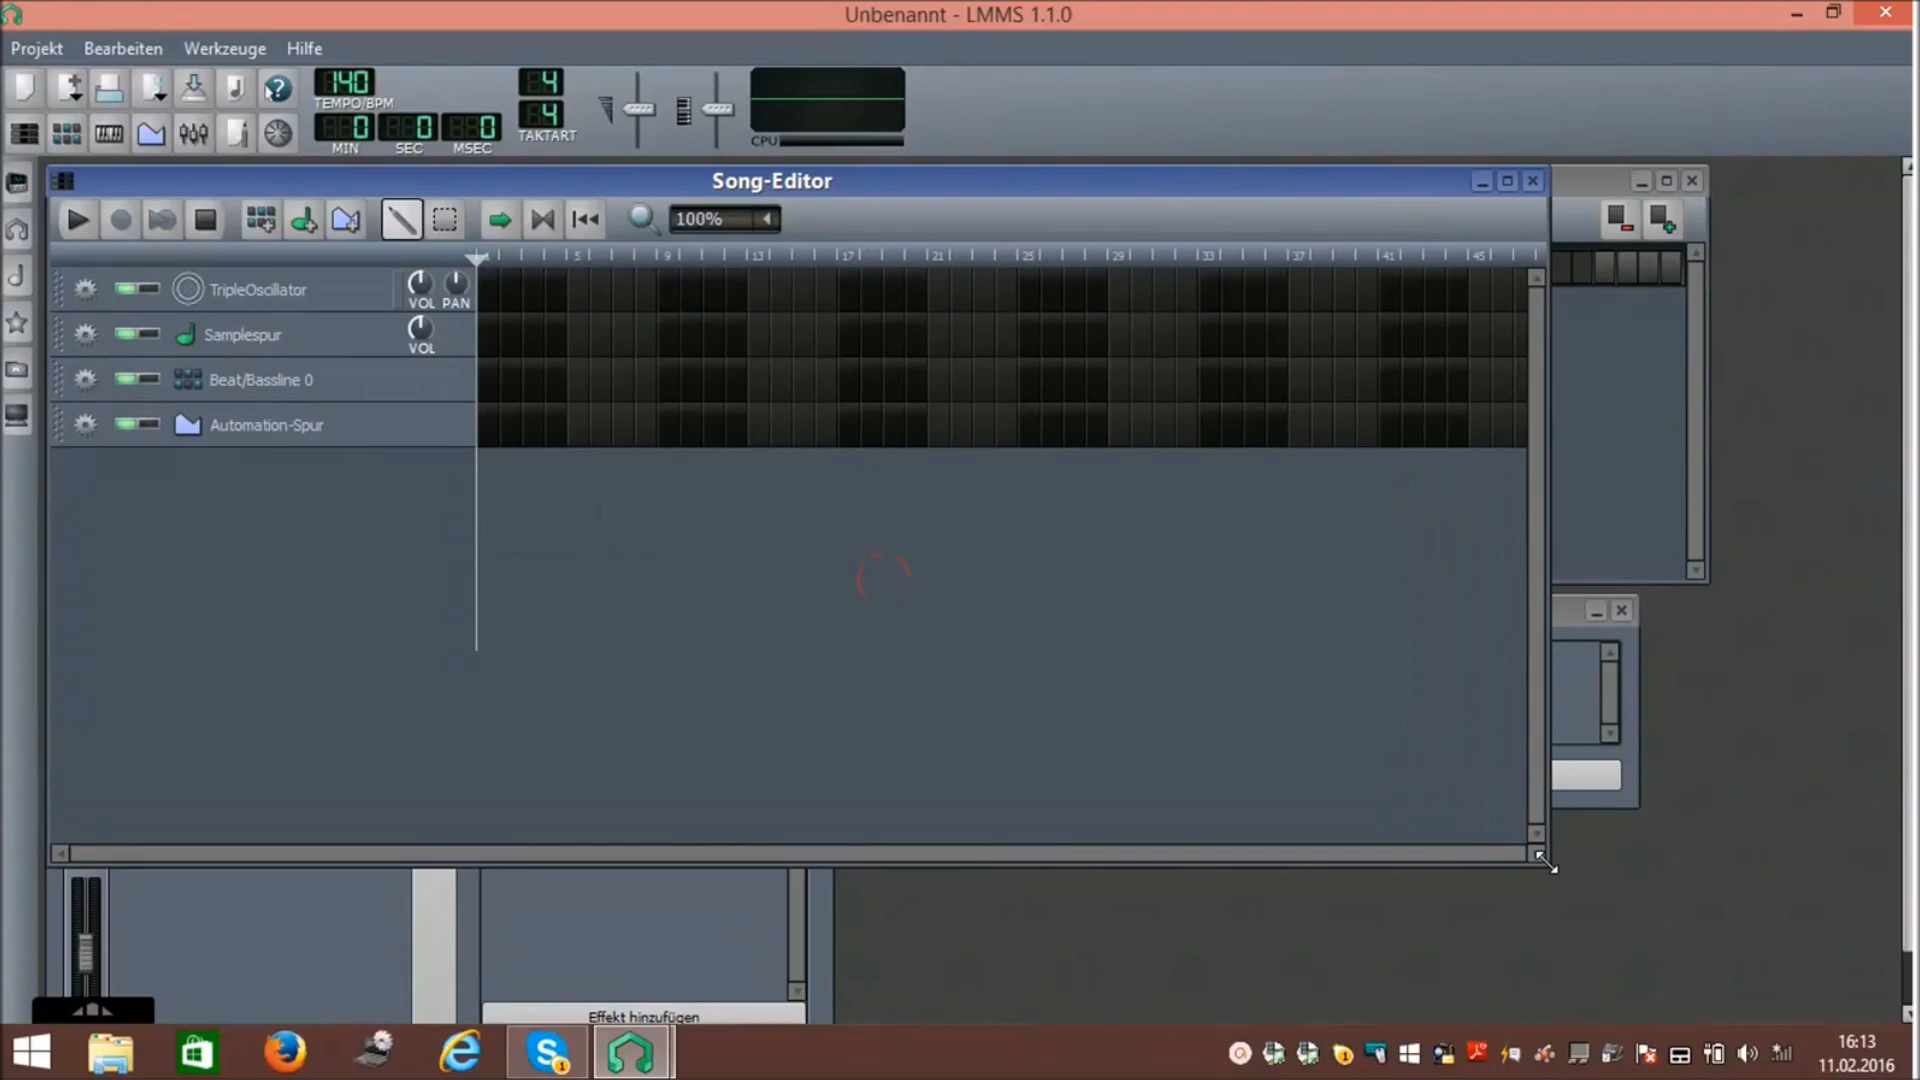 Unbenannt - LMMS 1.1.0
Projekt Bearbeiten Werkzeuge Hilfe
140
TEMPO/BPM
4
4
TAKTART
0 0 0
MIN SEC MSEC
CPU
Song-Editor
100%
5 9 13 17 21 25 29 33 37 41 45
TripleOscillator
VOL PAN
Samplespur
VOL
Beat/Bassline 0
Automation-Spur
Effekt hinzufügen
16:13
11.02.2016